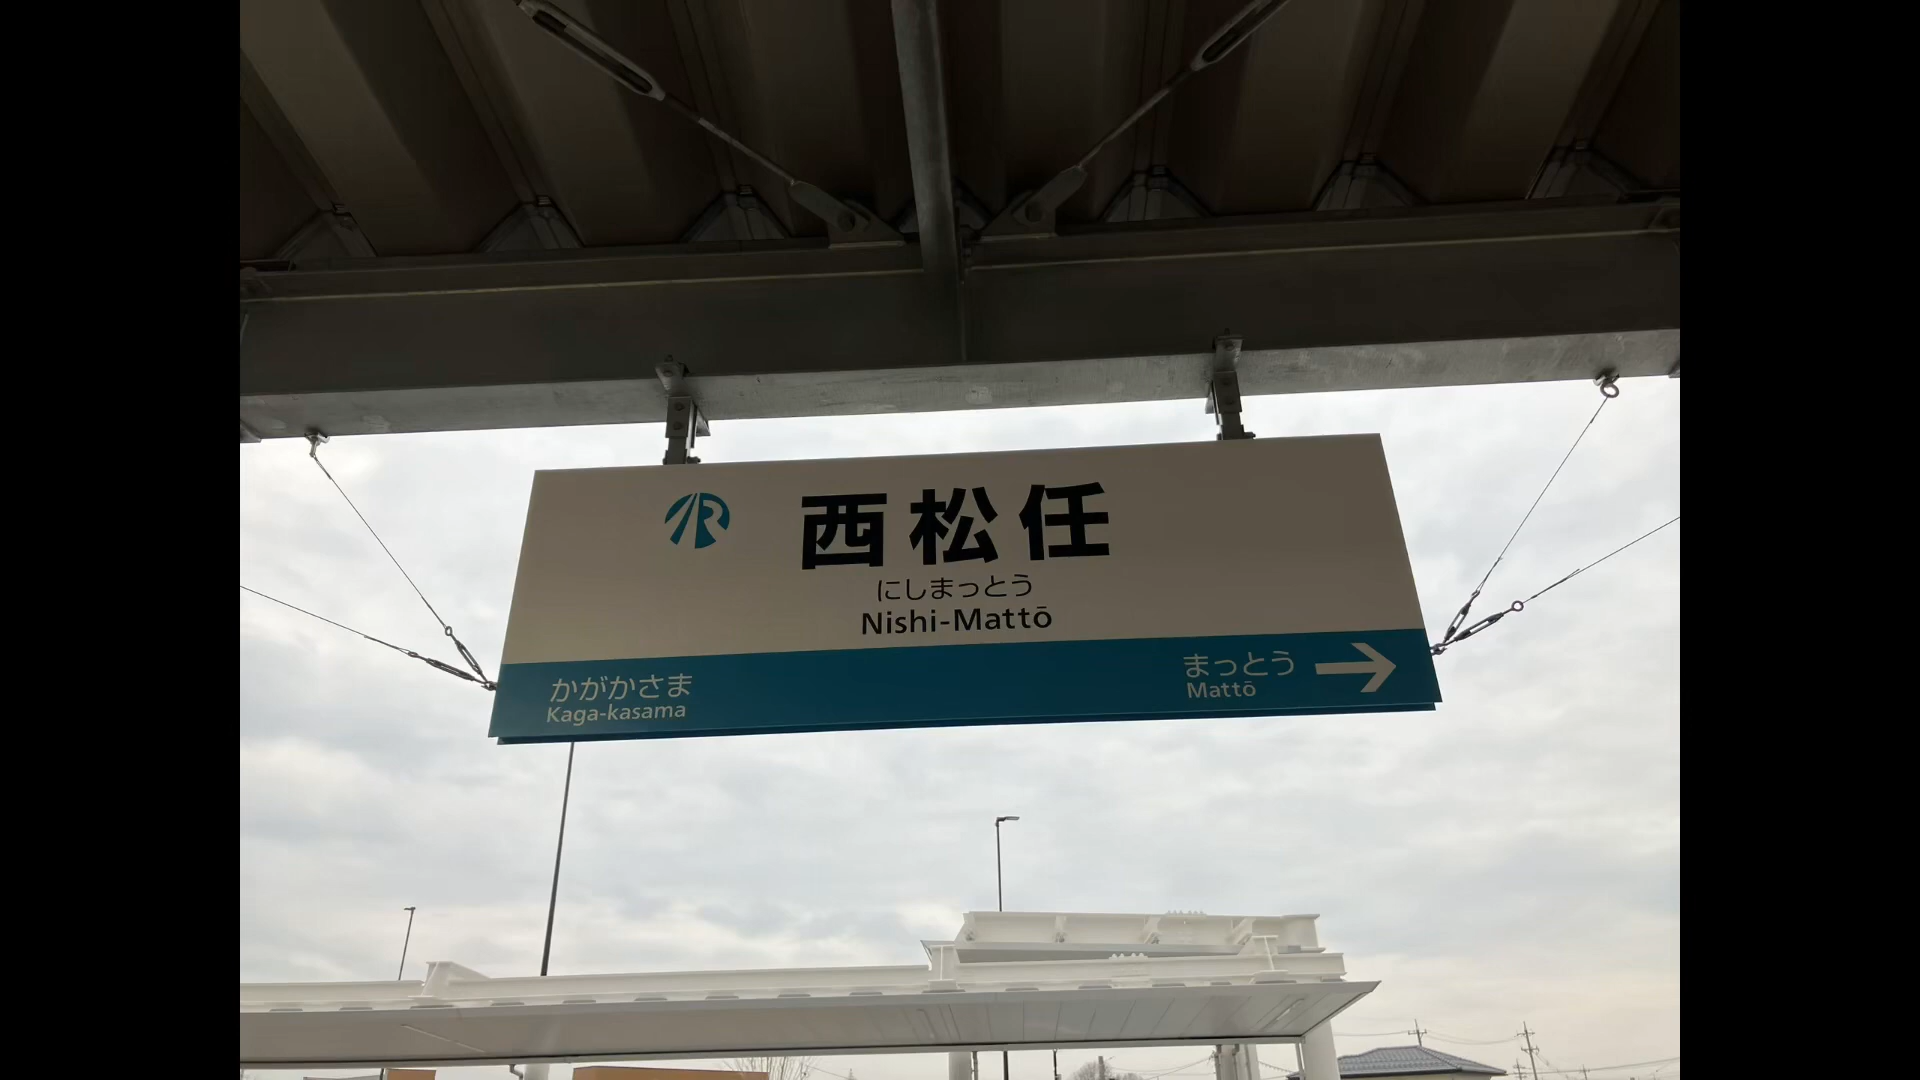 西松任
にしまっとう
Nishi-Mattō
かがかさま
Kaga-kasama
まっとう
Mattō